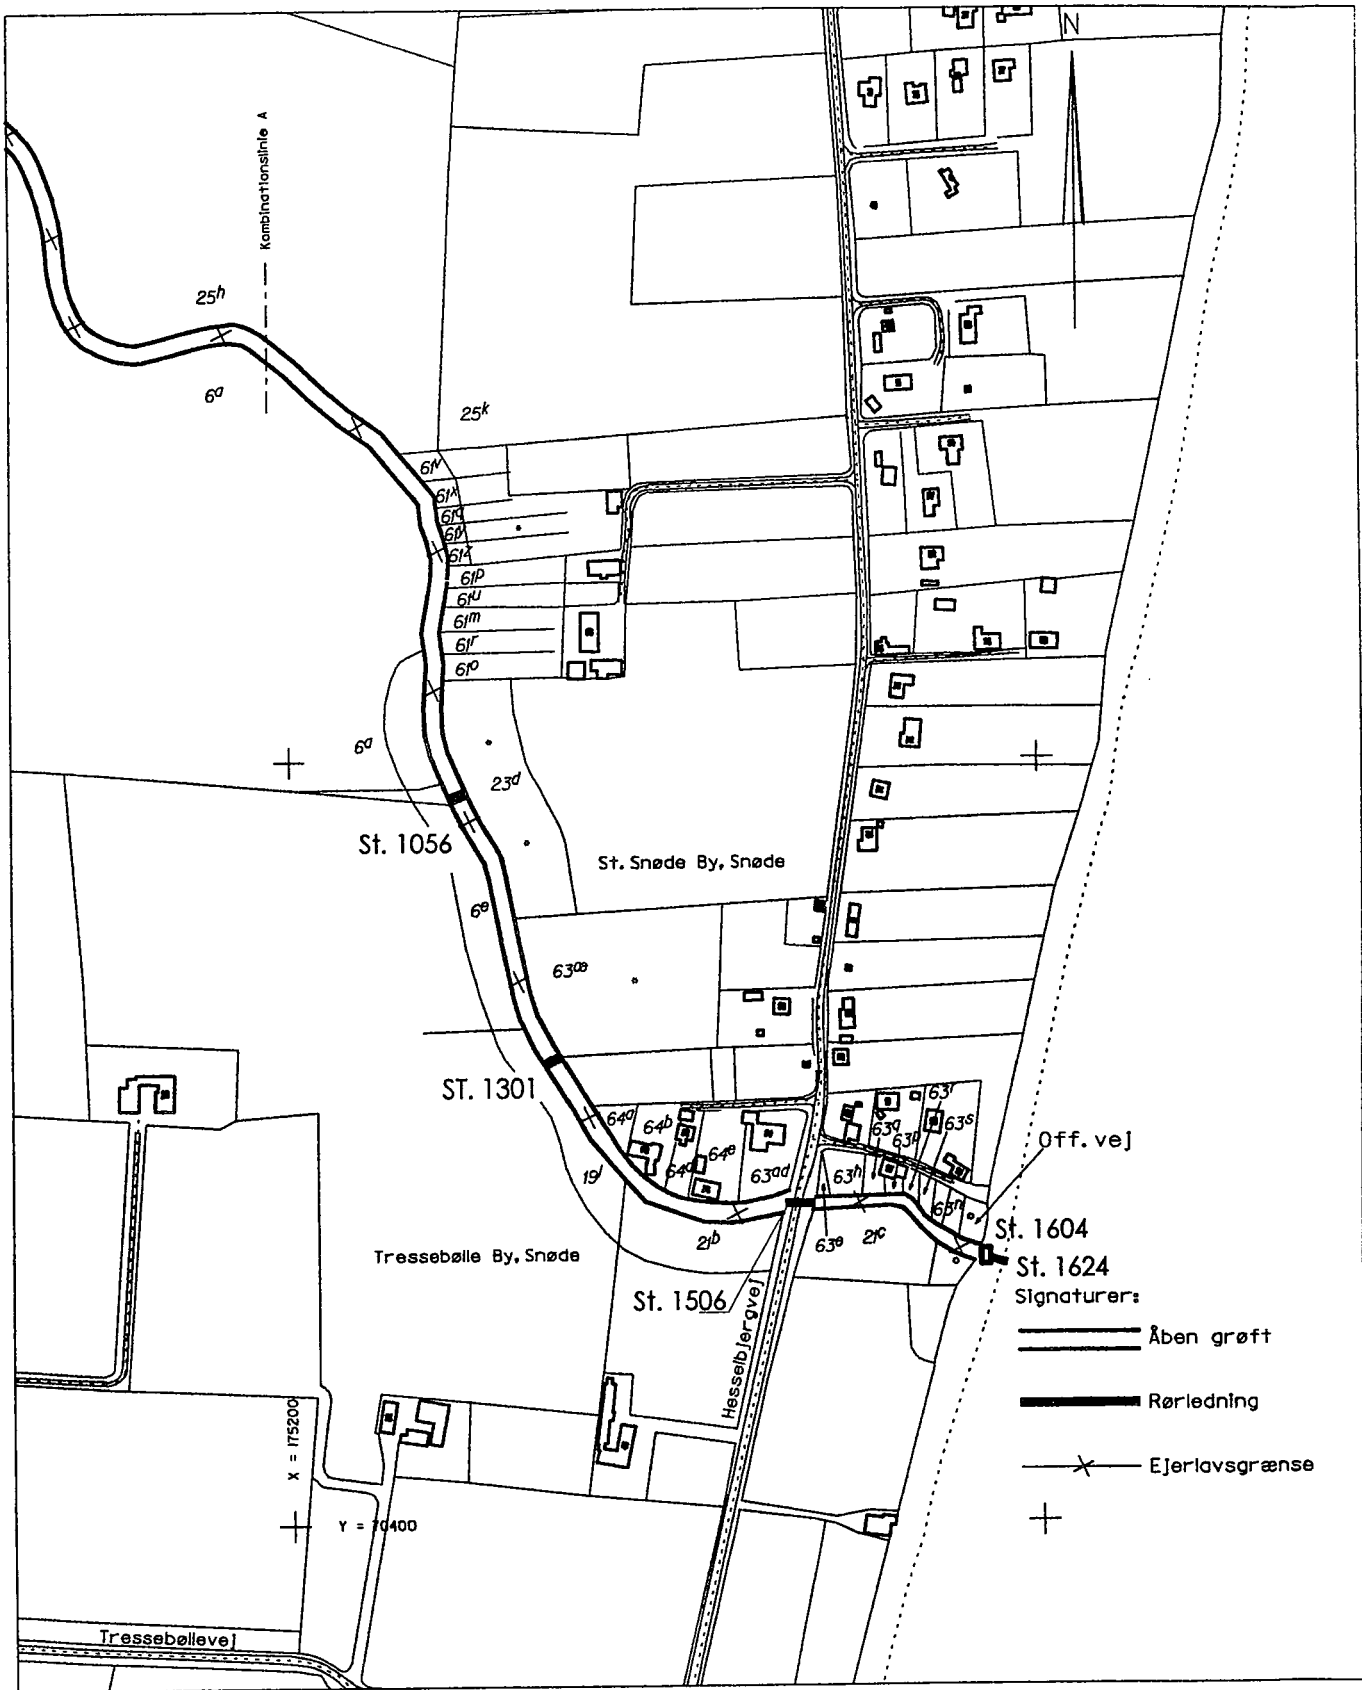 N
Kombinationslinie A
25h
6a
25k
61v
61x
61q
61y
61z
61p
61u
61m
61r
61o
6a
23d
St. 1056
St. Snøde By, Snøde
6e
63ae
ST. 1301
64a
64b
64d
64e
63ad
63q
63p
63r
63s
Off. vej
19l
63h
63n
21b
63e
21c
St. 1604
Tressebølle By, Snøde
St. 1624
St. 1506
Signaturer:
Åben grøft
Hesselbjergvej
Rørledning
X = 175200
Ejerlavsgrænse
Y = 70400
Tressebøllevej